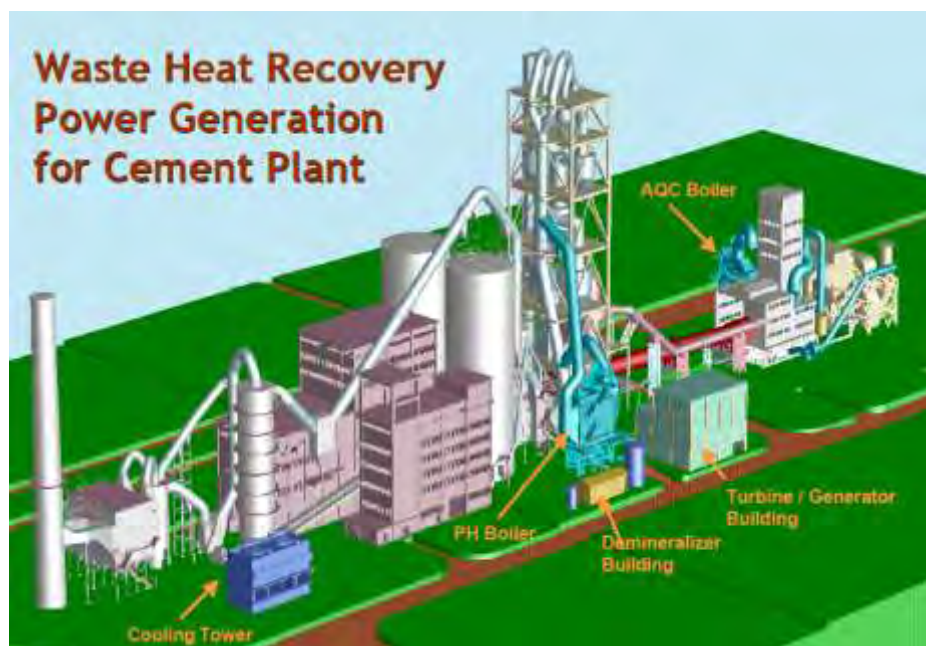 Waste Heat Recovery
Power Generation
for Cement Plant
AQC Boiler
Turbine / Generator
Building
PH Boiler
Demineralizer
Building
Cooling Tower